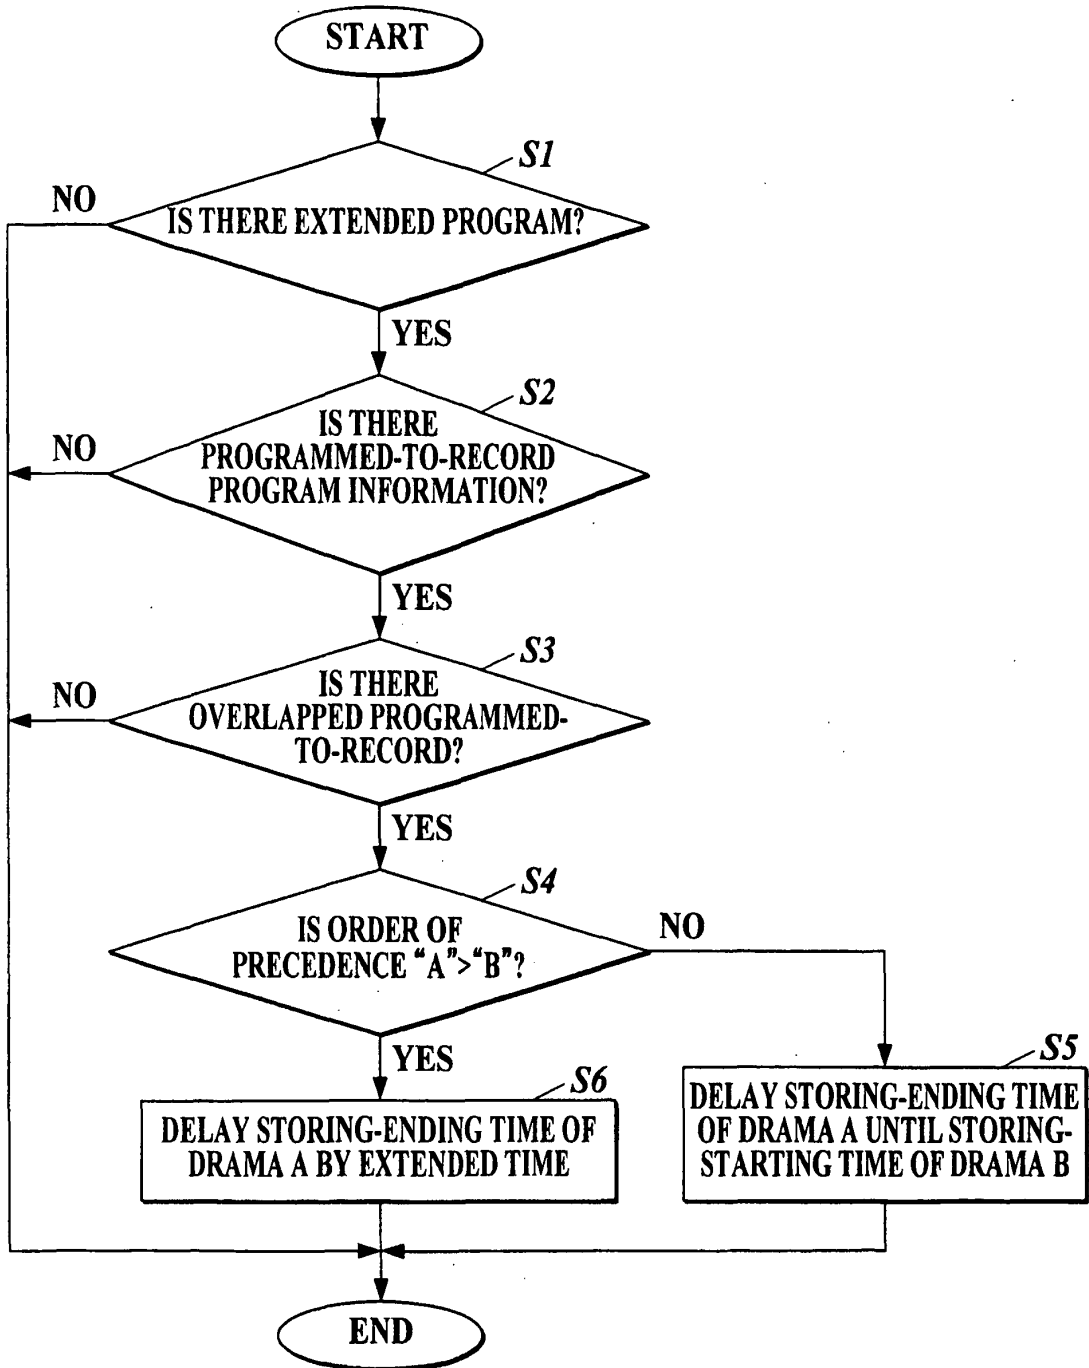 START
S1
NO
IS THERE EXTENDED PROGRAM?
YES
S2
NO
IS THERE
PROGRAMMED-TO-RECORD
PROGRAM INFORMATION?
YES
S3
NO
IS THERE
OVERLAPPED PROGRAMMED-
TO-RECORD?
YES
S4
IS ORDER OF
PRECEDENCE "A">"B"?
NO
YES
S6
DELAY STORING-ENDING TIME OF
DRAMA A BY EXTENDED TIME
S5
DELAY STORING-ENDING TIME
OF DRAMA A UNTIL STORING-
STARTING TIME OF DRAMA B
END